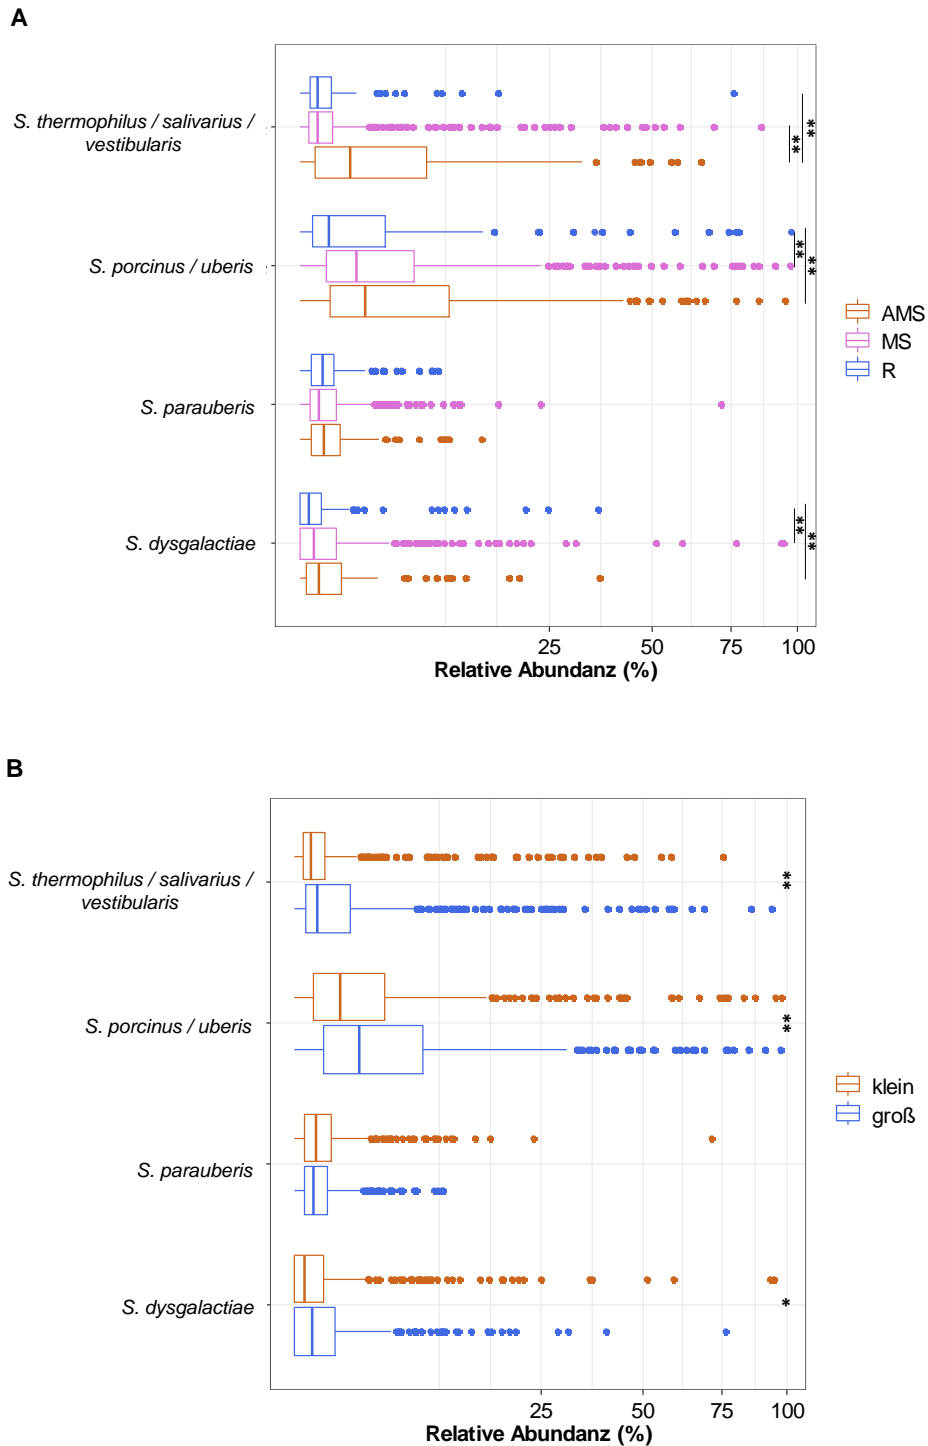 A
S. thermophilus / salivarius /
vestibularis
**
**
S. porcinus / uberis
**
**
AMS
MS
R
S. parauberis
S. dysgalactiae
**
**
25 50 75 100
Relative Abundanz (%)
B
S. thermophilus / salivarius /
vestibularis
**
S. porcinus / uberis
**
klein
groß
S. parauberis
S. dysgalactiae
*
25 50 75 100
Relative Abundanz (%)